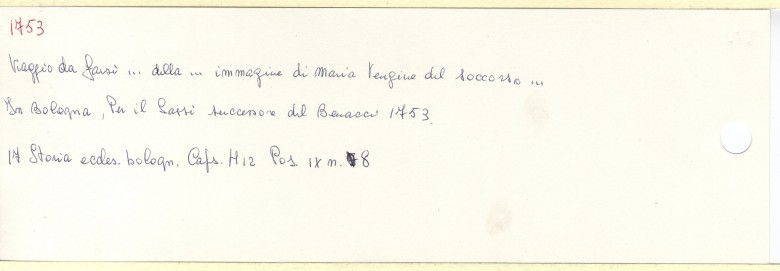 1753
Viaggio da farsi ... della ... immagine di Maria Vergine del Soccorso ...
In Bologna, Per il Sassi successore del Benacci 1753.
17 Storia eccles. bologn. Caps. H12 Pos. IX n. 8